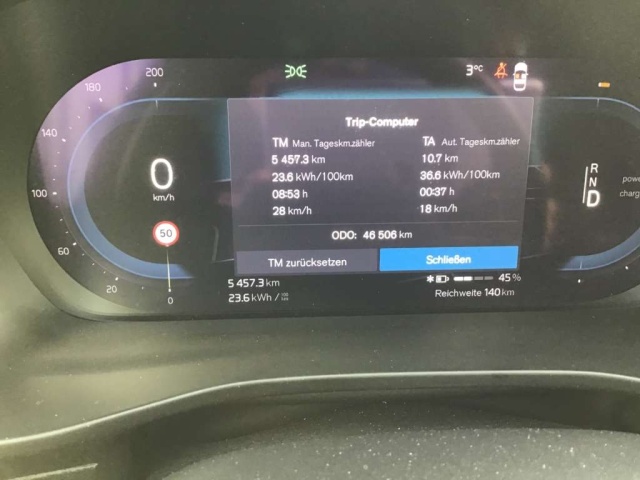 200
180
140
100
60
20
0
3°C
Trip-Computer
TM Man. Tageskm.zähler
TA Aut. Tageskm.zähler
5 457.3 km
10.7 km
23.6 kWh/100km
36.6 kWh/100km
08:53 h
00:37 h
28 km/h
18 km/h
ODO: 46 506 km
TM zurücksetzen
Schließen
0
km/h
50
R
N
D
5 457.3 km
23.6 kWh /
45 %
Reichweite 140 km